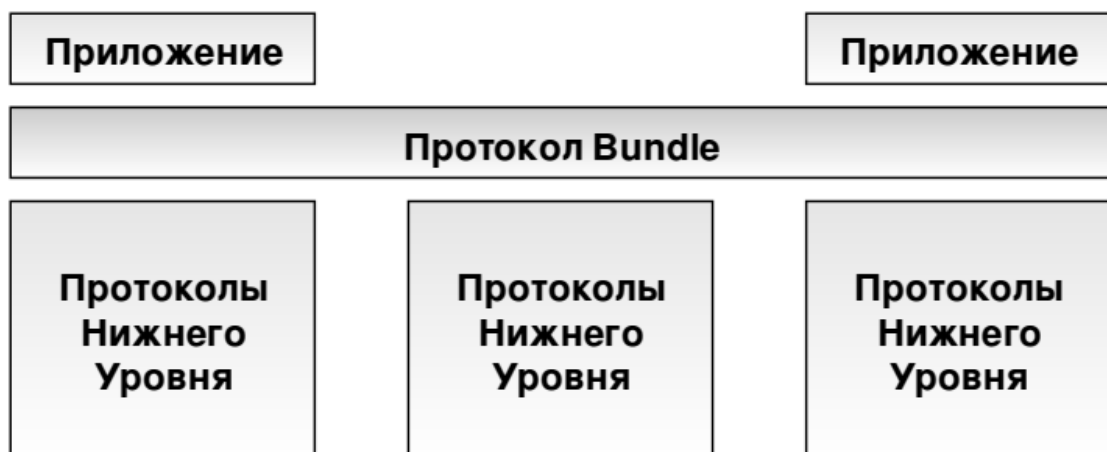 Приложение
Приложение
Протокол Bundle
Протоколы
Нижнего
Уровня
Протоколы
Нижнего
Уровня
Протоколы
Нижнего
Уровня